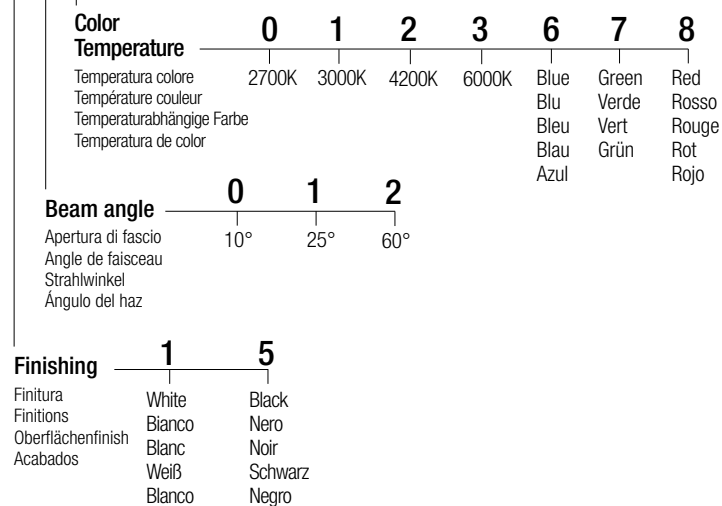 Color
Temperature
0 1 2 3 6 7 8
Temperatura colore
Température couleur
Temperaturabhängige Farbe
Temperatura de color
2700K 3000K 4200K 6000K Blue Green Red
Blu Verde Rosso
Bleu Vert Rouge
Blau Grün Rot
Azul Rojo
Beam angle
0 1 2
Apertura di fascio
Angle de faisceau
Strahlwinkel
Ángulo del haz
10° 25° 60°
Finishing
1 5
Finitura
Finitions
Oberflächenfinish
Acabados
White Black
Bianco Nero
Blanc Noir
Weiß Schwarz
Blanco Negro